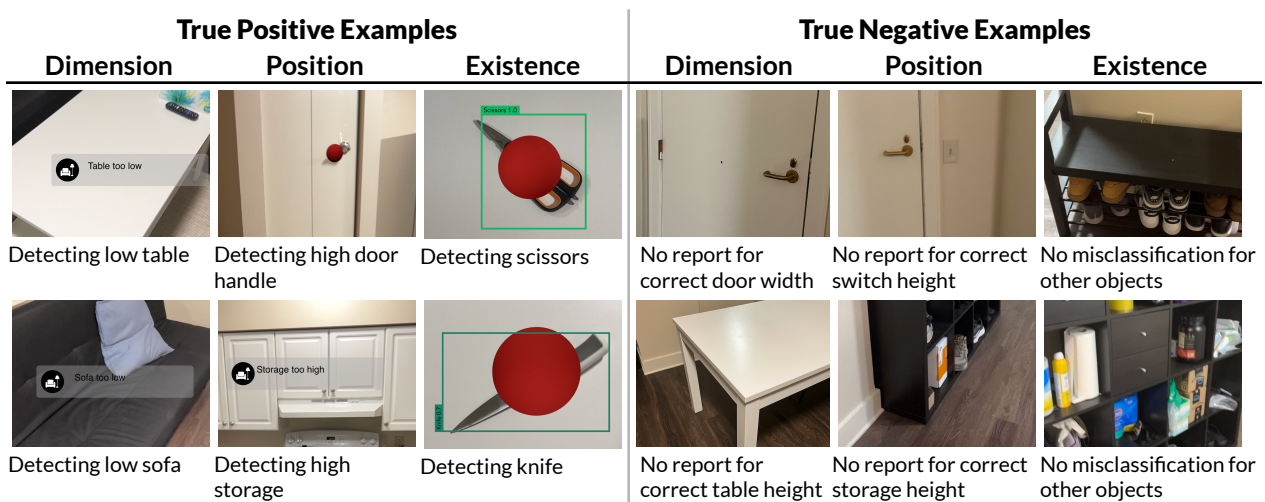 True Positive Examples
True Negative Examples
Dimension
Position
Existence
Dimension
Position
Existence
Table too low
Scissors 1.0
Detecting low table
Detecting high door
handle
Detecting scissors
No report for
correct door width
No report for correct
switch height
No misclassification for
other objects
Sofa too low
Storage too high
Knife 0.7
Detecting low sofa
Detecting high
storage
Detecting knife
No report for
correct table height
No report for correct
storage height
No misclassification for
other objects